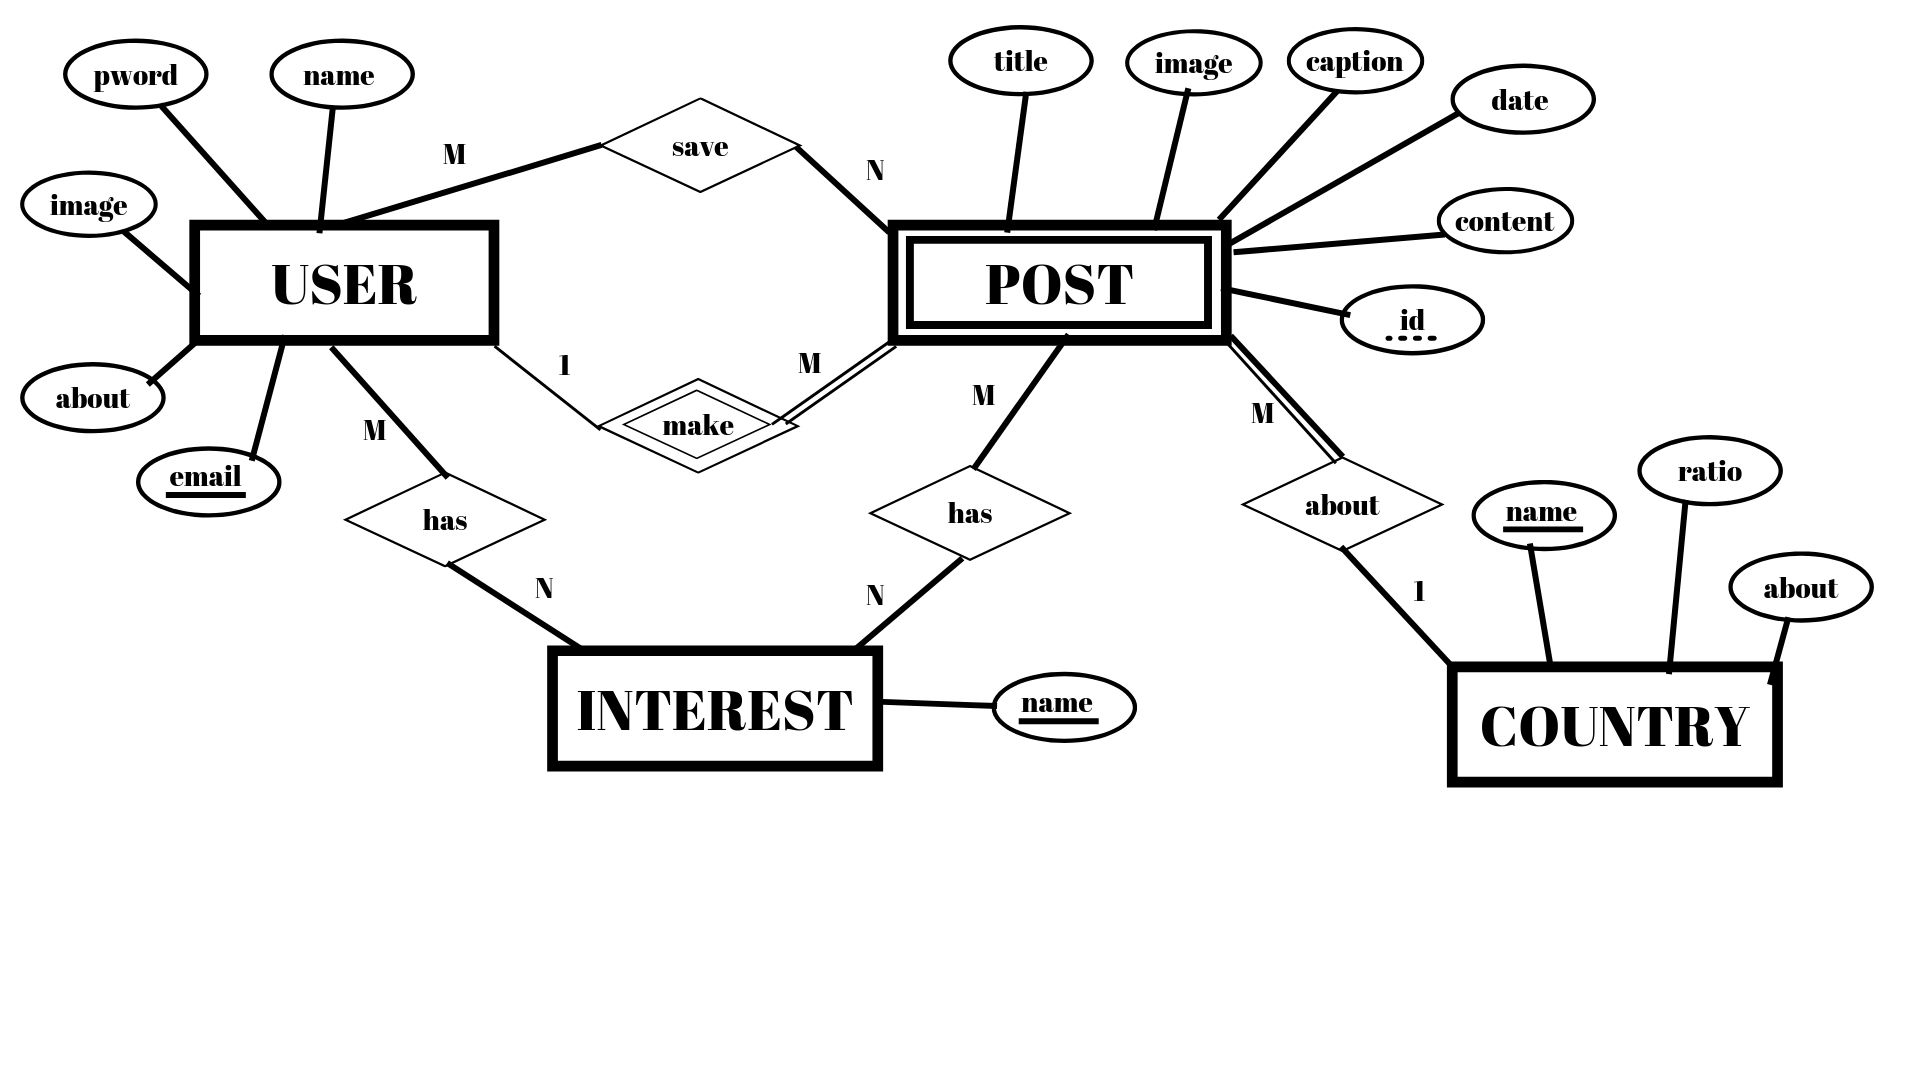 pword
name
title
image
caption
date
save
M
N
image
content
USER
POST
id
1
M
M
M
about
make
M
email
has
has
about
name
ratio
N
N
1
about
INTEREST
name
COUNTRY